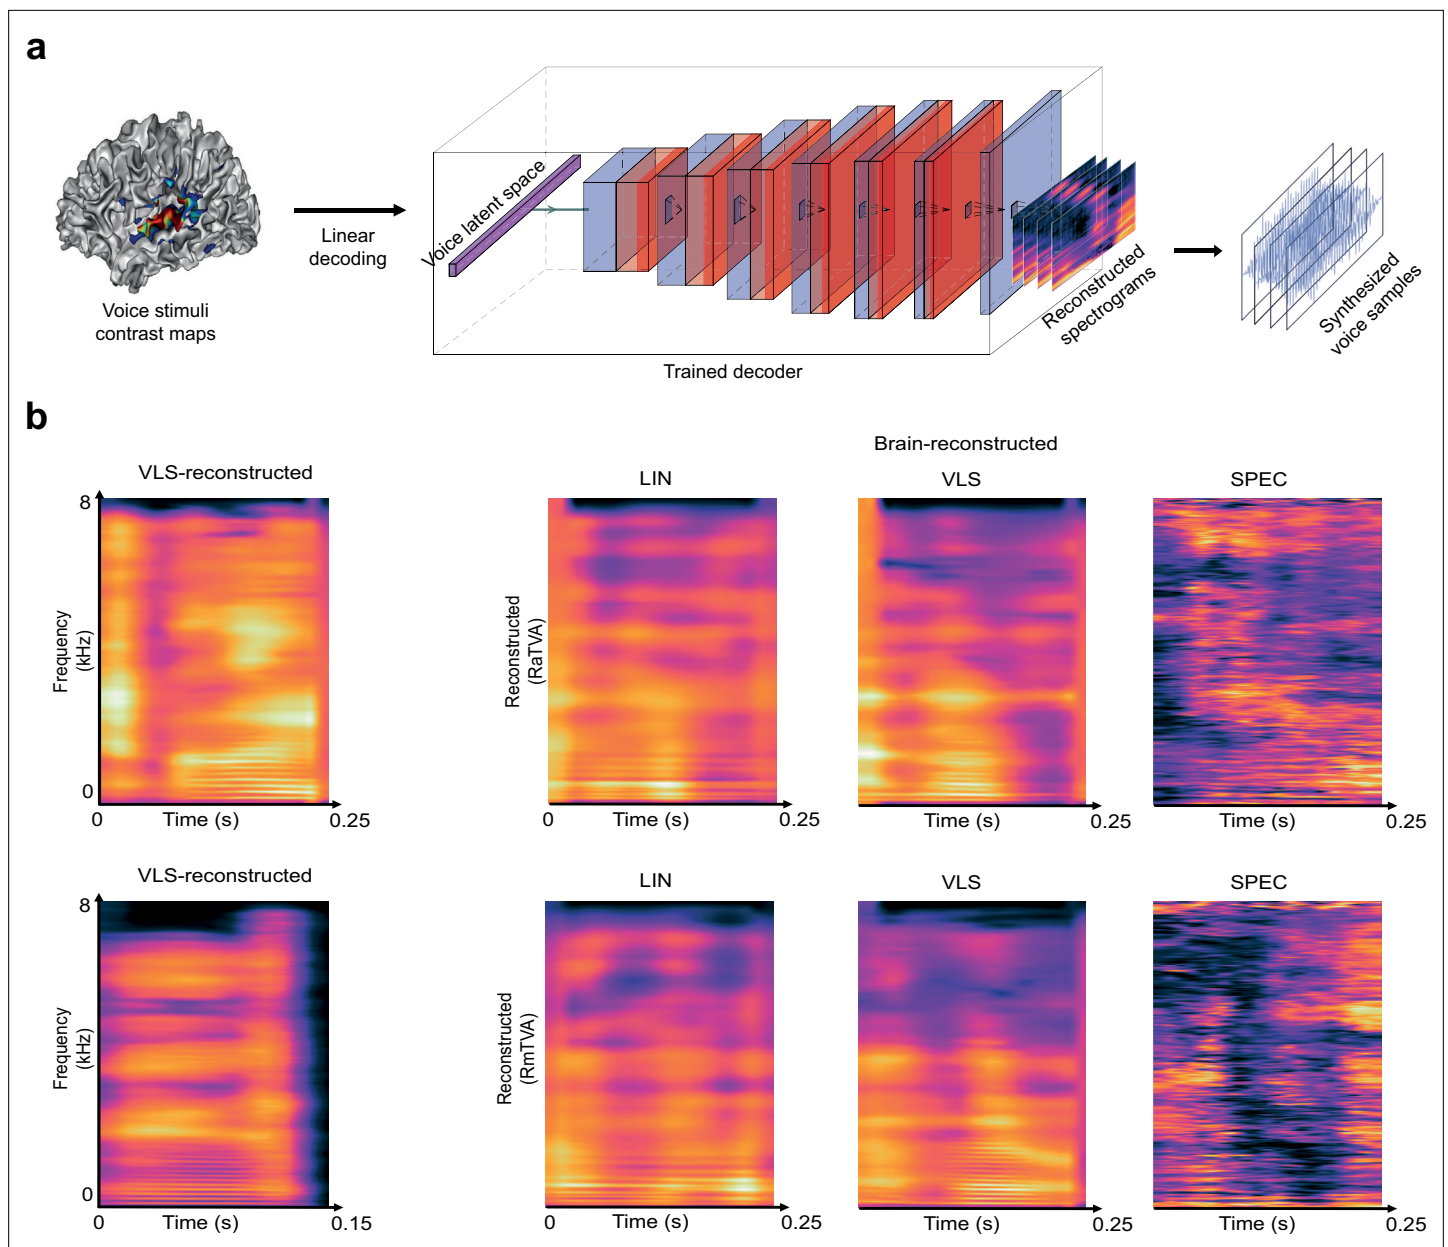 a
Voice stimuli
contrast maps
Linear
decoding
Voice latent space
Trained decoder
Reconstructed
spectrograms
Synthesized
voice samples
b
Brain-reconstructed
VLS-reconstructed
LIN
VLS
SPEC
8
Frequency
(kHz)
0
0
Time (s)
0.25
Reconstructed
(RaTVA)
0
Time (s)
0.25
Time (s)
0.25
Time (s)
0.25
VLS-reconstructed
LIN
VLS
SPEC
8
Frequency
(kHz)
0
0
Time (s)
0.15
Reconstructed
(RmTVA)
0
Time (s)
0.25
Time (s)
0.25
Time (s)
0.25